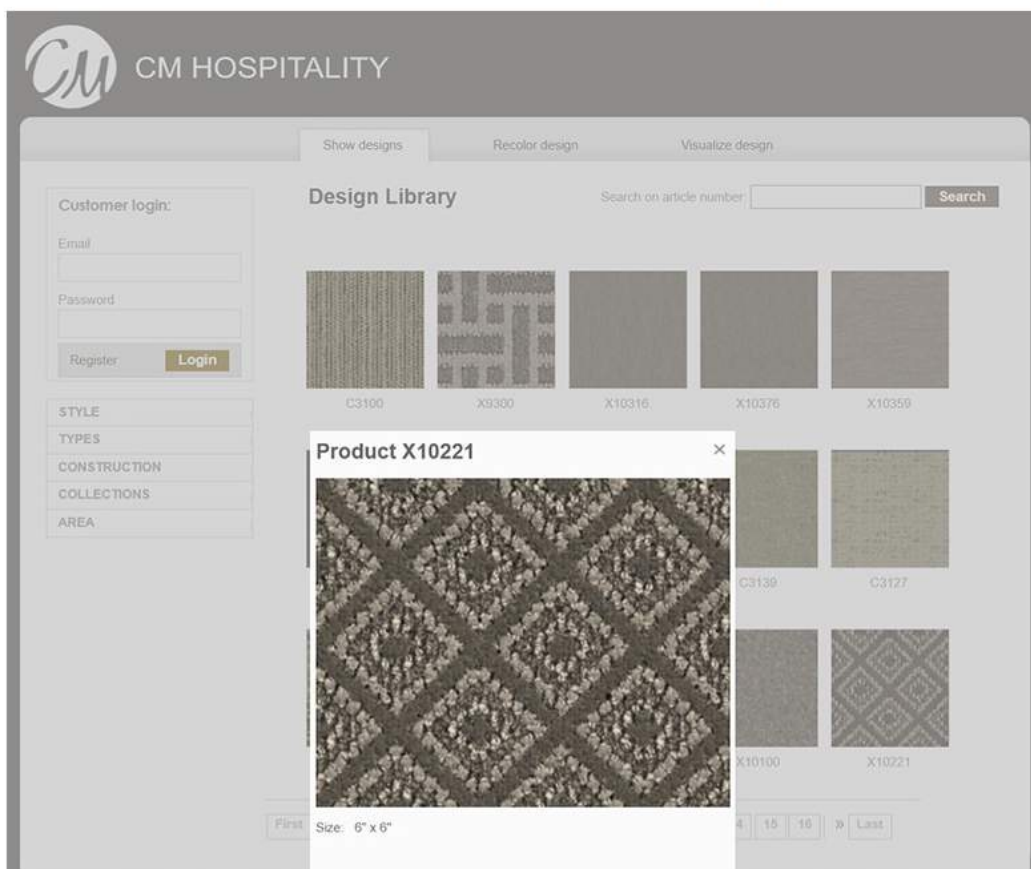 CM
CM HOSPITALITY
Show designs
Recolor design
Visualize design
Customer login:
Email
Password
Register
Login
STYLE
TYPES
CONSTRUCTION
COLLECTIONS
AREA
Design Library
Search on article number:
Search
C3100
X9300
X10316
X10376
X10359
Product X10221
×
Size: 6" x 6"
C3139
C3127
X10100
X10221
First
4
15
16
»
Last